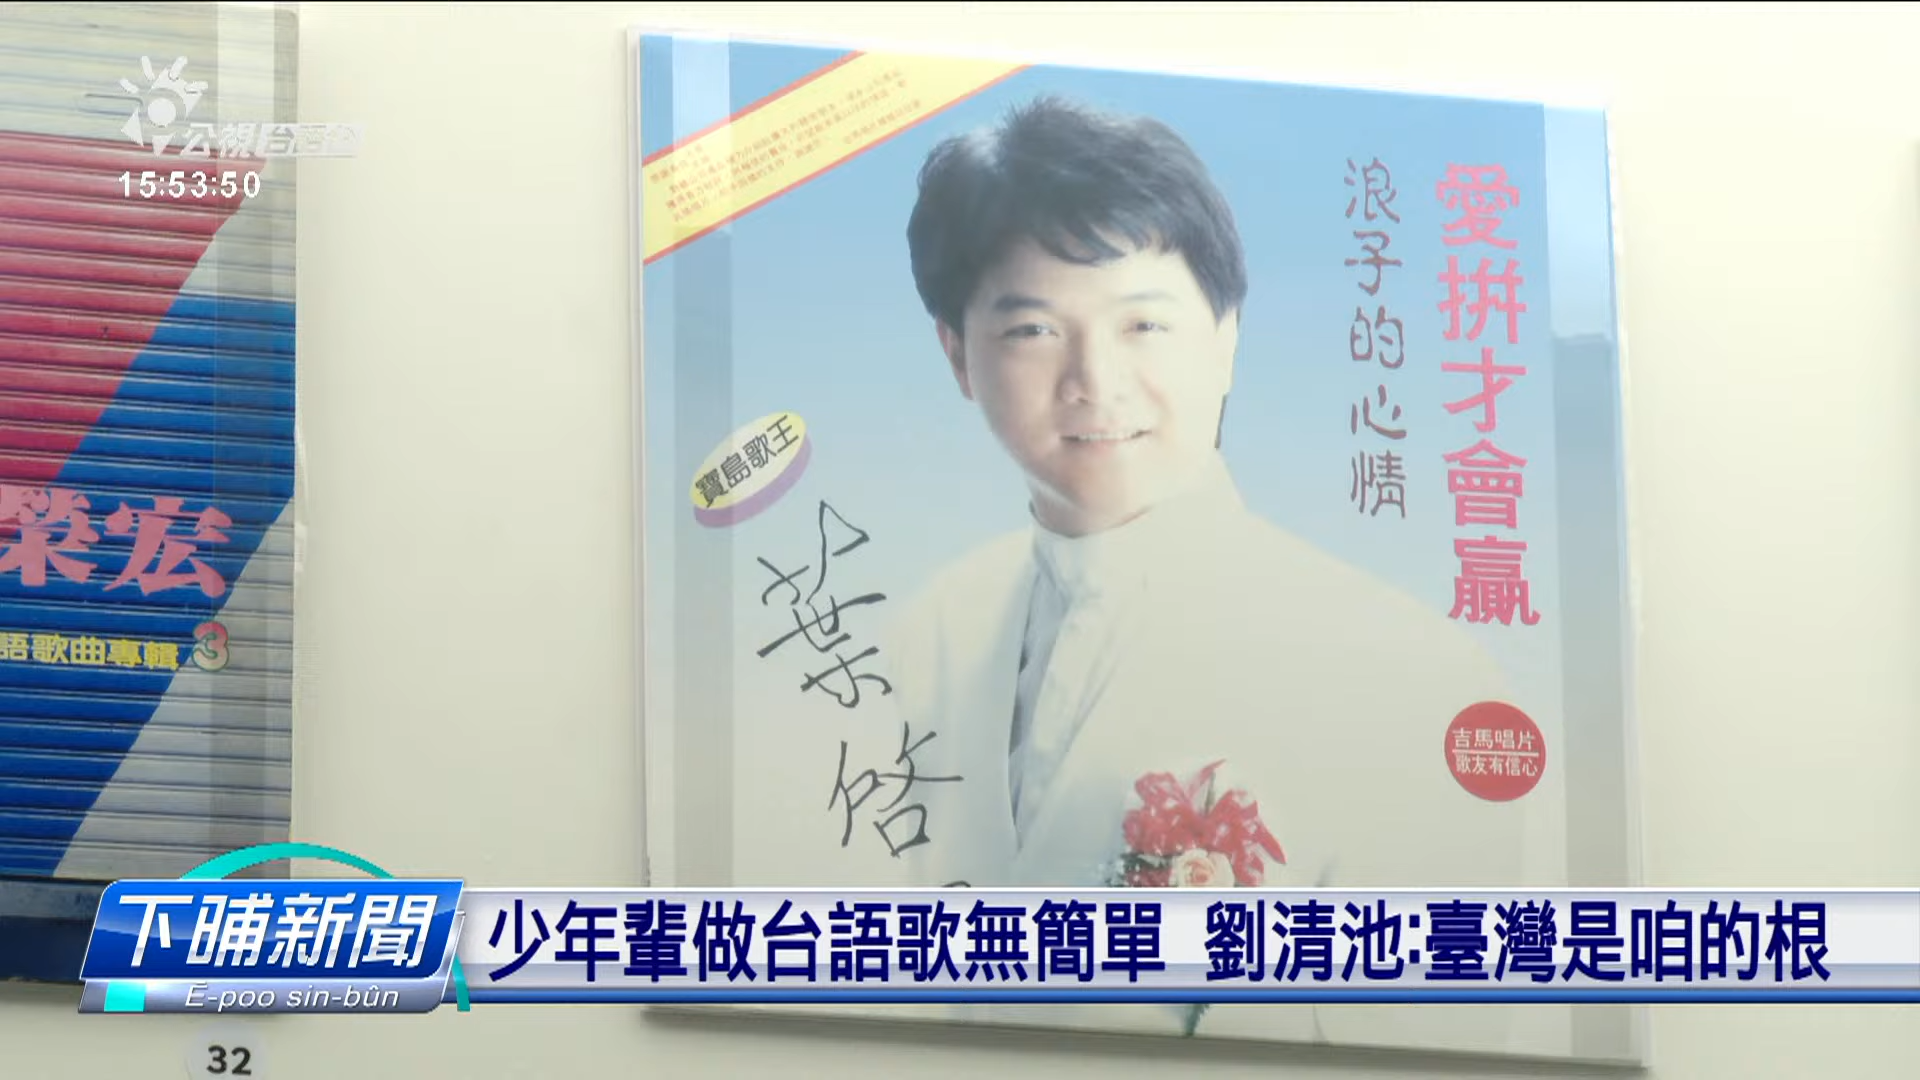 公視台語台
15:53:50
愛拚才會贏
浪子的心情
寶島歌王
葉啓
吉馬唱片
歌友有信心
榮宏
語歌曲專輯 3
下晡新聞
Ē-poo sin-bûn
少年輩做台語歌無簡單 劉清池:臺灣是咱的根
32